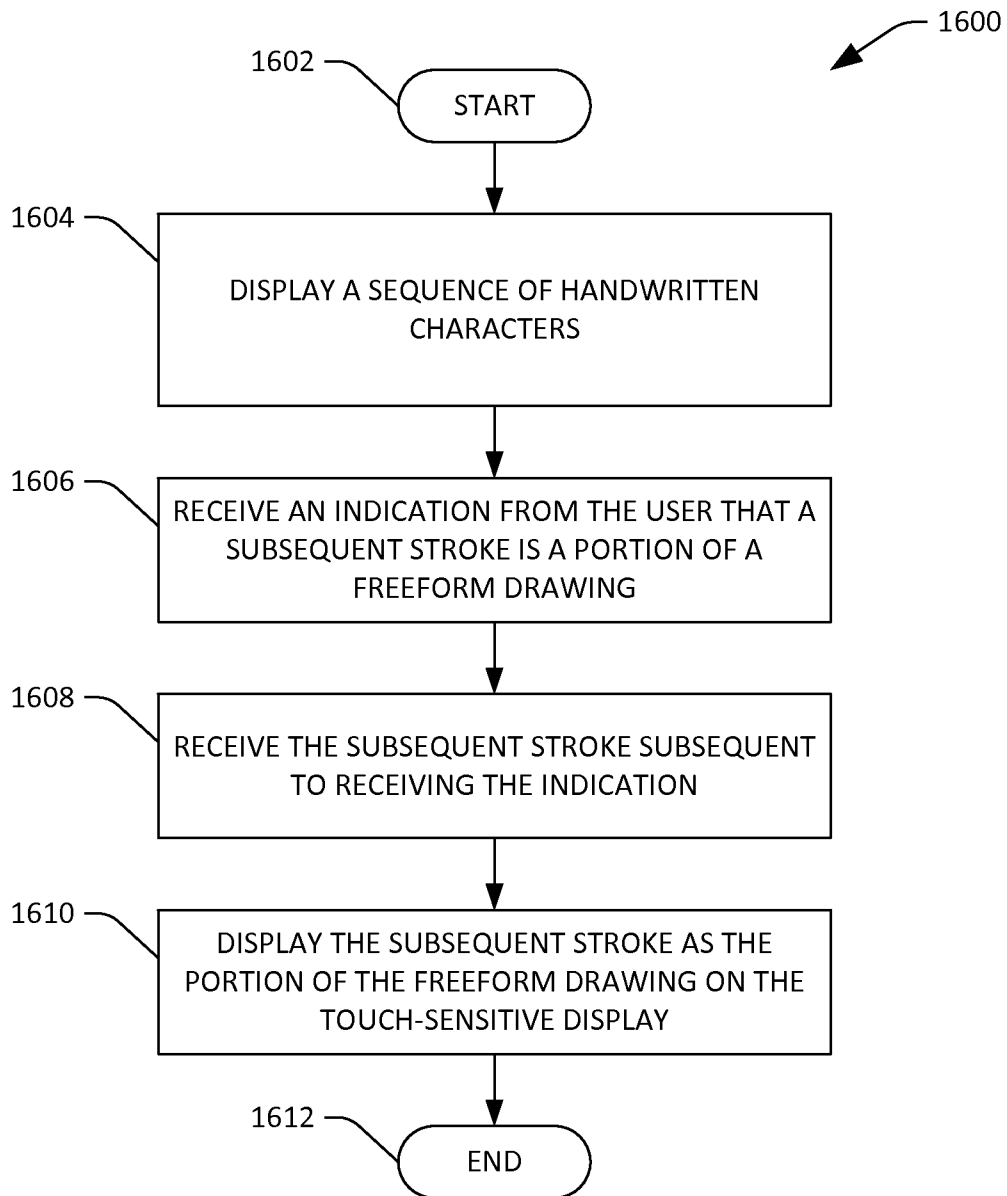 1600
1602
START
1604
DISPLAY A SEQUENCE OF HANDWRITTEN
CHARACTERS
1606
RECEIVE AN INDICATION FROM THE USER THAT A
SUBSEQUENT STROKE IS A PORTION OF A
FREEFORM DRAWING
1608
RECEIVE THE SUBSEQUENT STROKE SUBSEQUENT
TO RECEIVING THE INDICATION
1610
DISPLAY THE SUBSEQUENT STROKE AS THE
PORTION OF THE FREEFORM DRAWING ON THE
TOUCH-SENSITIVE DISPLAY
1612
END